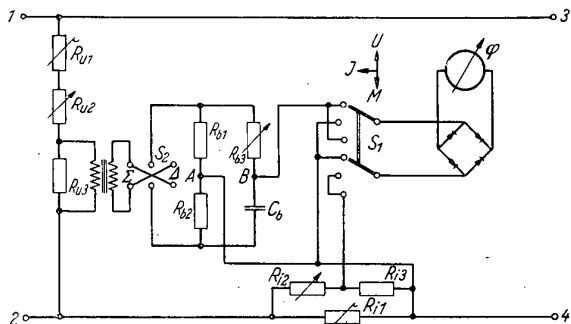 1 3
R_u1
U
φ
J
M
R_u2
S_2
R_b1
R_b3
S_1
R_u3
Σ Δ A B
R_b2
C_b
R_i2 R_i3
2 R_i1 4